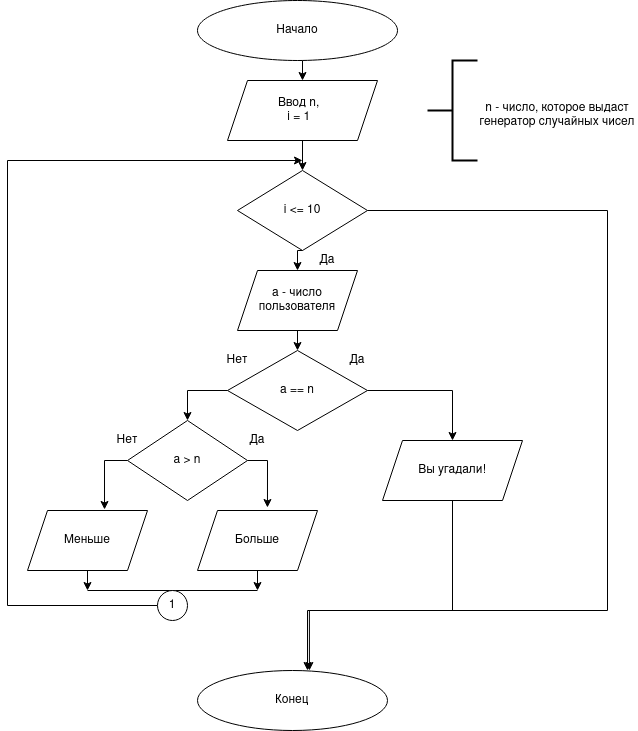 Начало
Ввод n,
i = 1
n - число, которое выдаст
генератор случайных чисел
i <= 10
Да
a - число
пользователя
Нет
Да
a == n
Нет
Да
a > n
Вы угадали!
Меньше
Больше
1
Конец